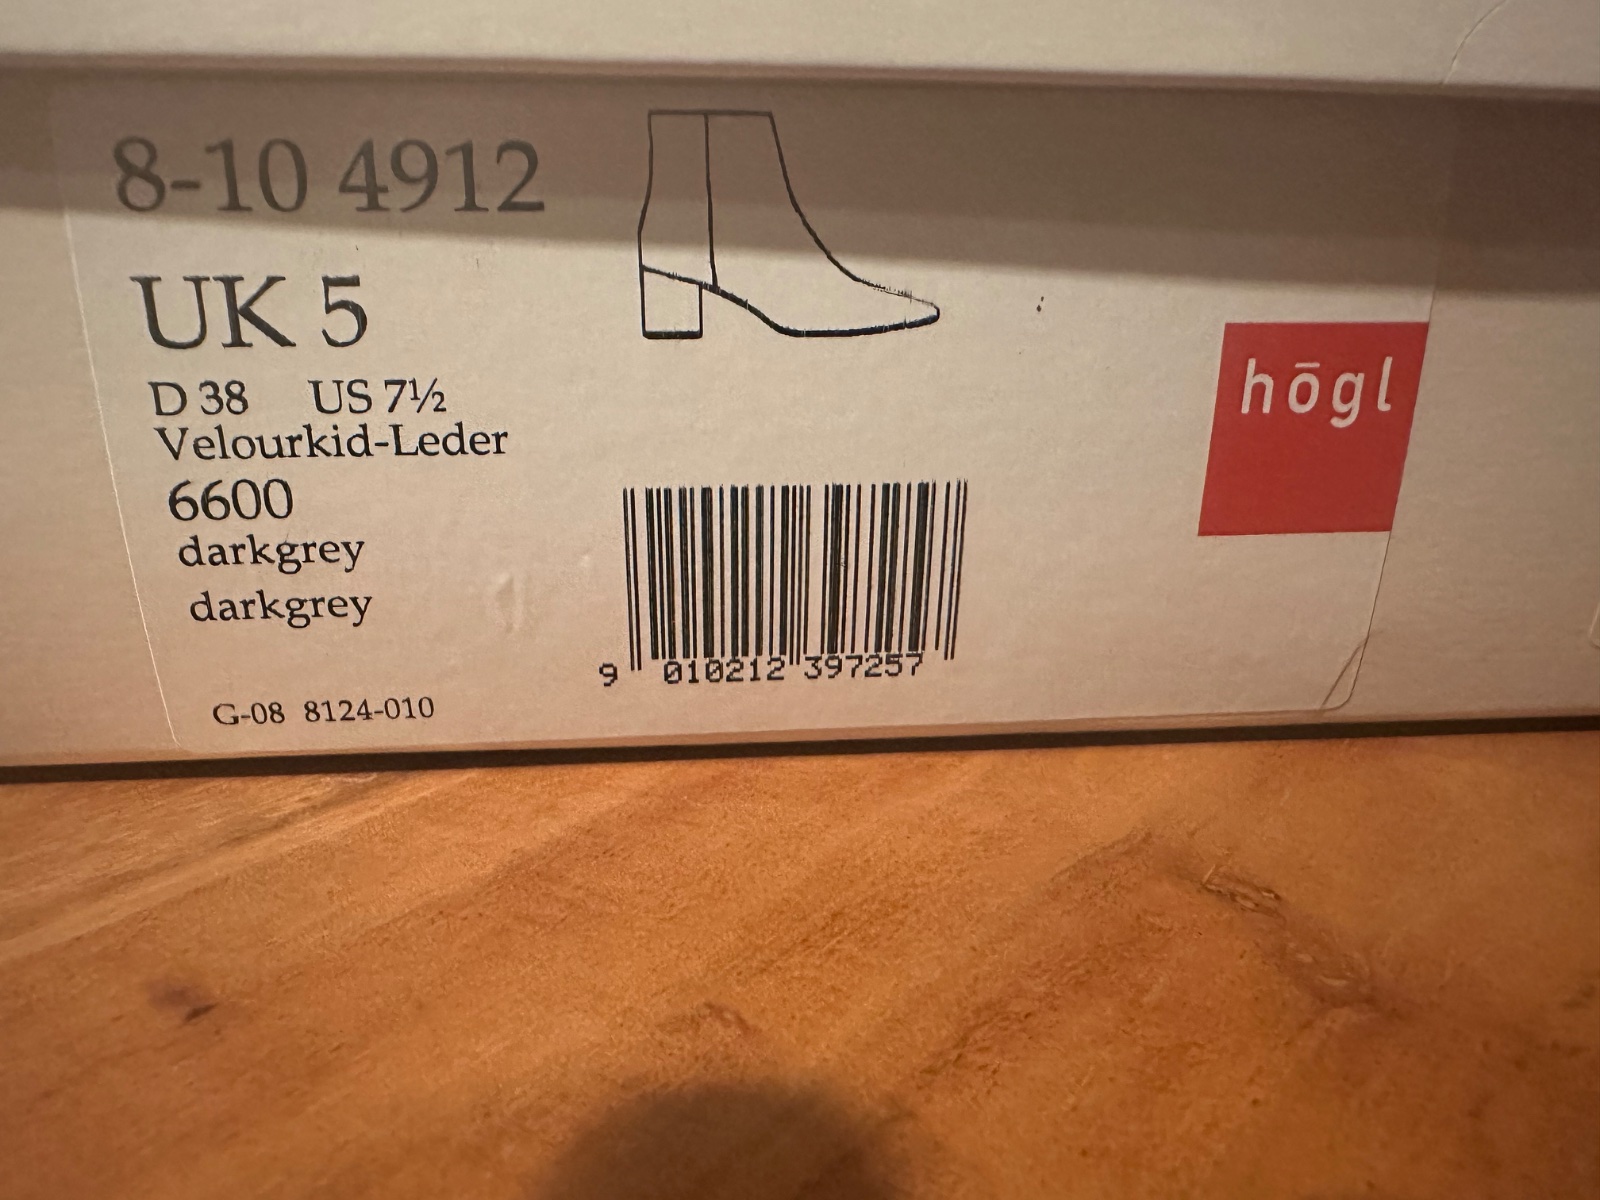 8-10 4912
UK 5
D 38 US 7½
Velourkid-Leder
6600
darkgrey
darkgrey
G-08 8124-010
9 010212 397257
högl